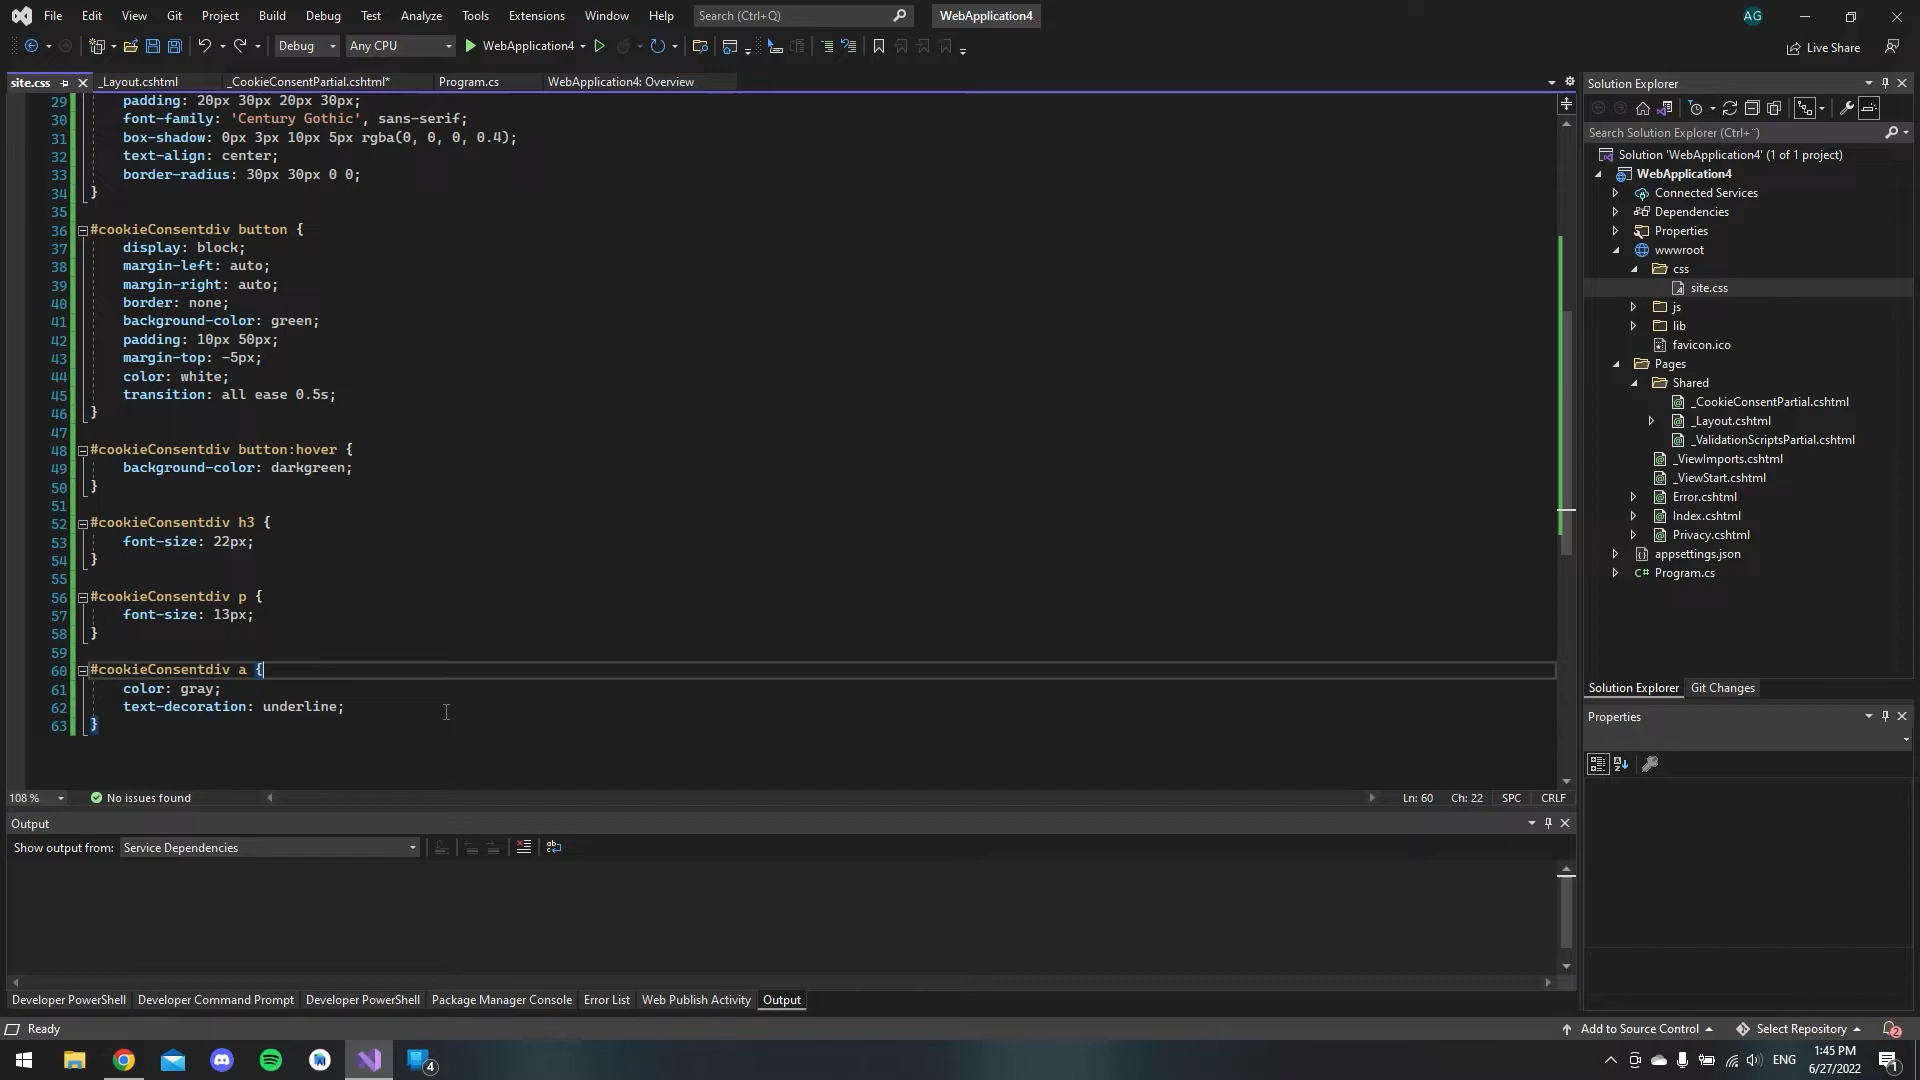 File Edit View Git Project Build Debug Test Analyze Tools Extensions Window Help Search (Ctrl+Q) WebApplication4 AG
Debug Any CPU WebApplication4 Live Share
site.css _Layout.cshtml _CookieConsentPartial.cshtml* Program.cs WebApplication4: Overview
29 padding: 20px 30px 20px 30px;
30 font-family: 'Century Gothic', sans-serif;
31 box-shadow: 0px 3px 10px 5px rgba(0, 0, 0, 0.4);
32 text-align: center;
33 border-radius: 30px 30px 0 0;
34 }
35
36 #cookieConsentdiv button {
37 display: block;
38 margin-left: auto;
39 margin-right: auto;
40 border: none;
41 background-color: green;
42 padding: 10px 50px;
43 margin-top: -5px;
44 color: white;
45 transition: all ease 0.5s;
46 }
47
48 #cookieConsentdiv button:hover {
49 background-color: darkgreen;
50 }
51
52 #cookieConsentdiv h3 {
53 font-size: 22px;
54 }
55
56 #cookieConsentdiv p {
57 font-size: 13px;
58 }
59
60 #cookieConsentdiv a {
61 color: gray;
62 text-decoration: underline;
63 }
108 % No issues found Ln: 60 Ch: 22 SPC CRLF
Output
Show output from: Service Dependencies
Developer PowerShell Developer Command Prompt Developer PowerShell Package Manager Console Error List Web Publish Activity Output
Solution Explorer
Search Solution Explorer (Ctrl+¨)
Solution 'WebApplication4' (1 of 1 project)
WebApplication4
Connected Services
Dependencies
Properties
wwwroot
css
site.css
js
lib
favicon.ico
Pages
Shared
_CookieConsentPartial.cshtml
_Layout.cshtml
_ValidationScriptsPartial.cshtml
_ViewImports.cshtml
_ViewStart.cshtml
Error.cshtml
Index.cshtml
Privacy.cshtml
appsettings.json
C# Program.cs
Solution Explorer Git Changes
Properties
Ready Add to Source Control Select Repository 2
4 ENG 1:45 PM 1
6/27/2022